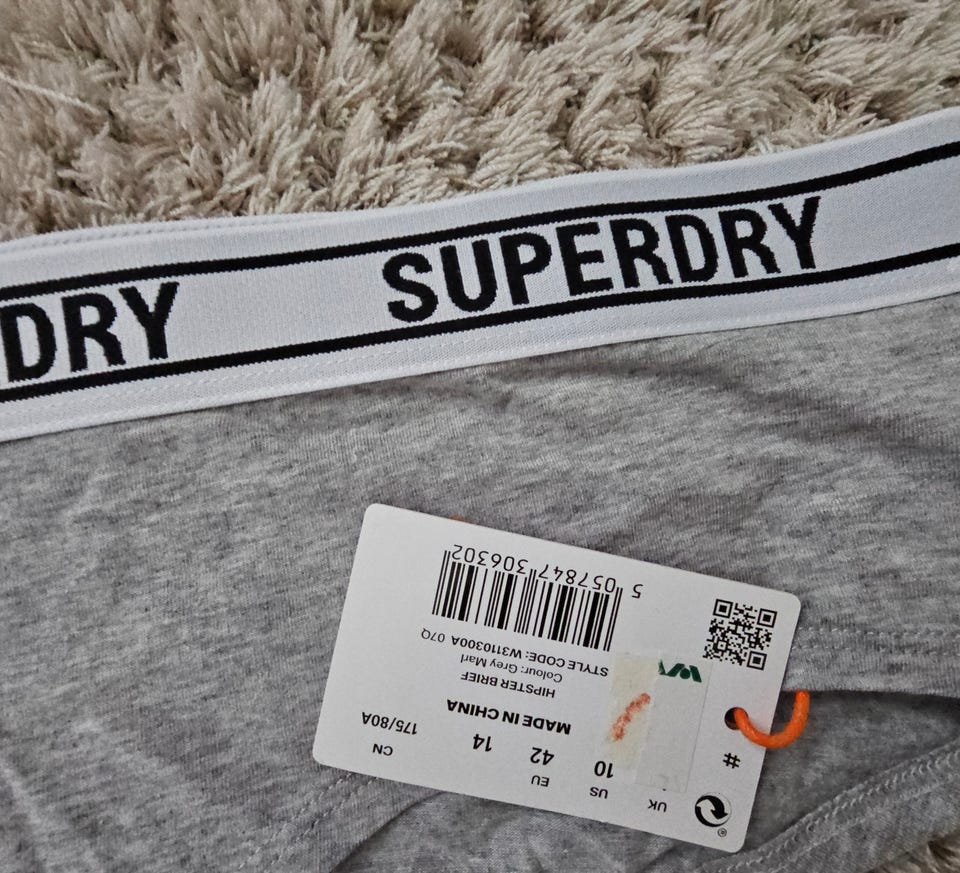 DRY SUPERDRY
®
#
UK US EU CN
10 42 14 175/80A
MADE IN CHINA
HIPSTER BRIEF
Colour: Grey Marl
STYLE CODE: W3110300A 07Q
5 057847 306302